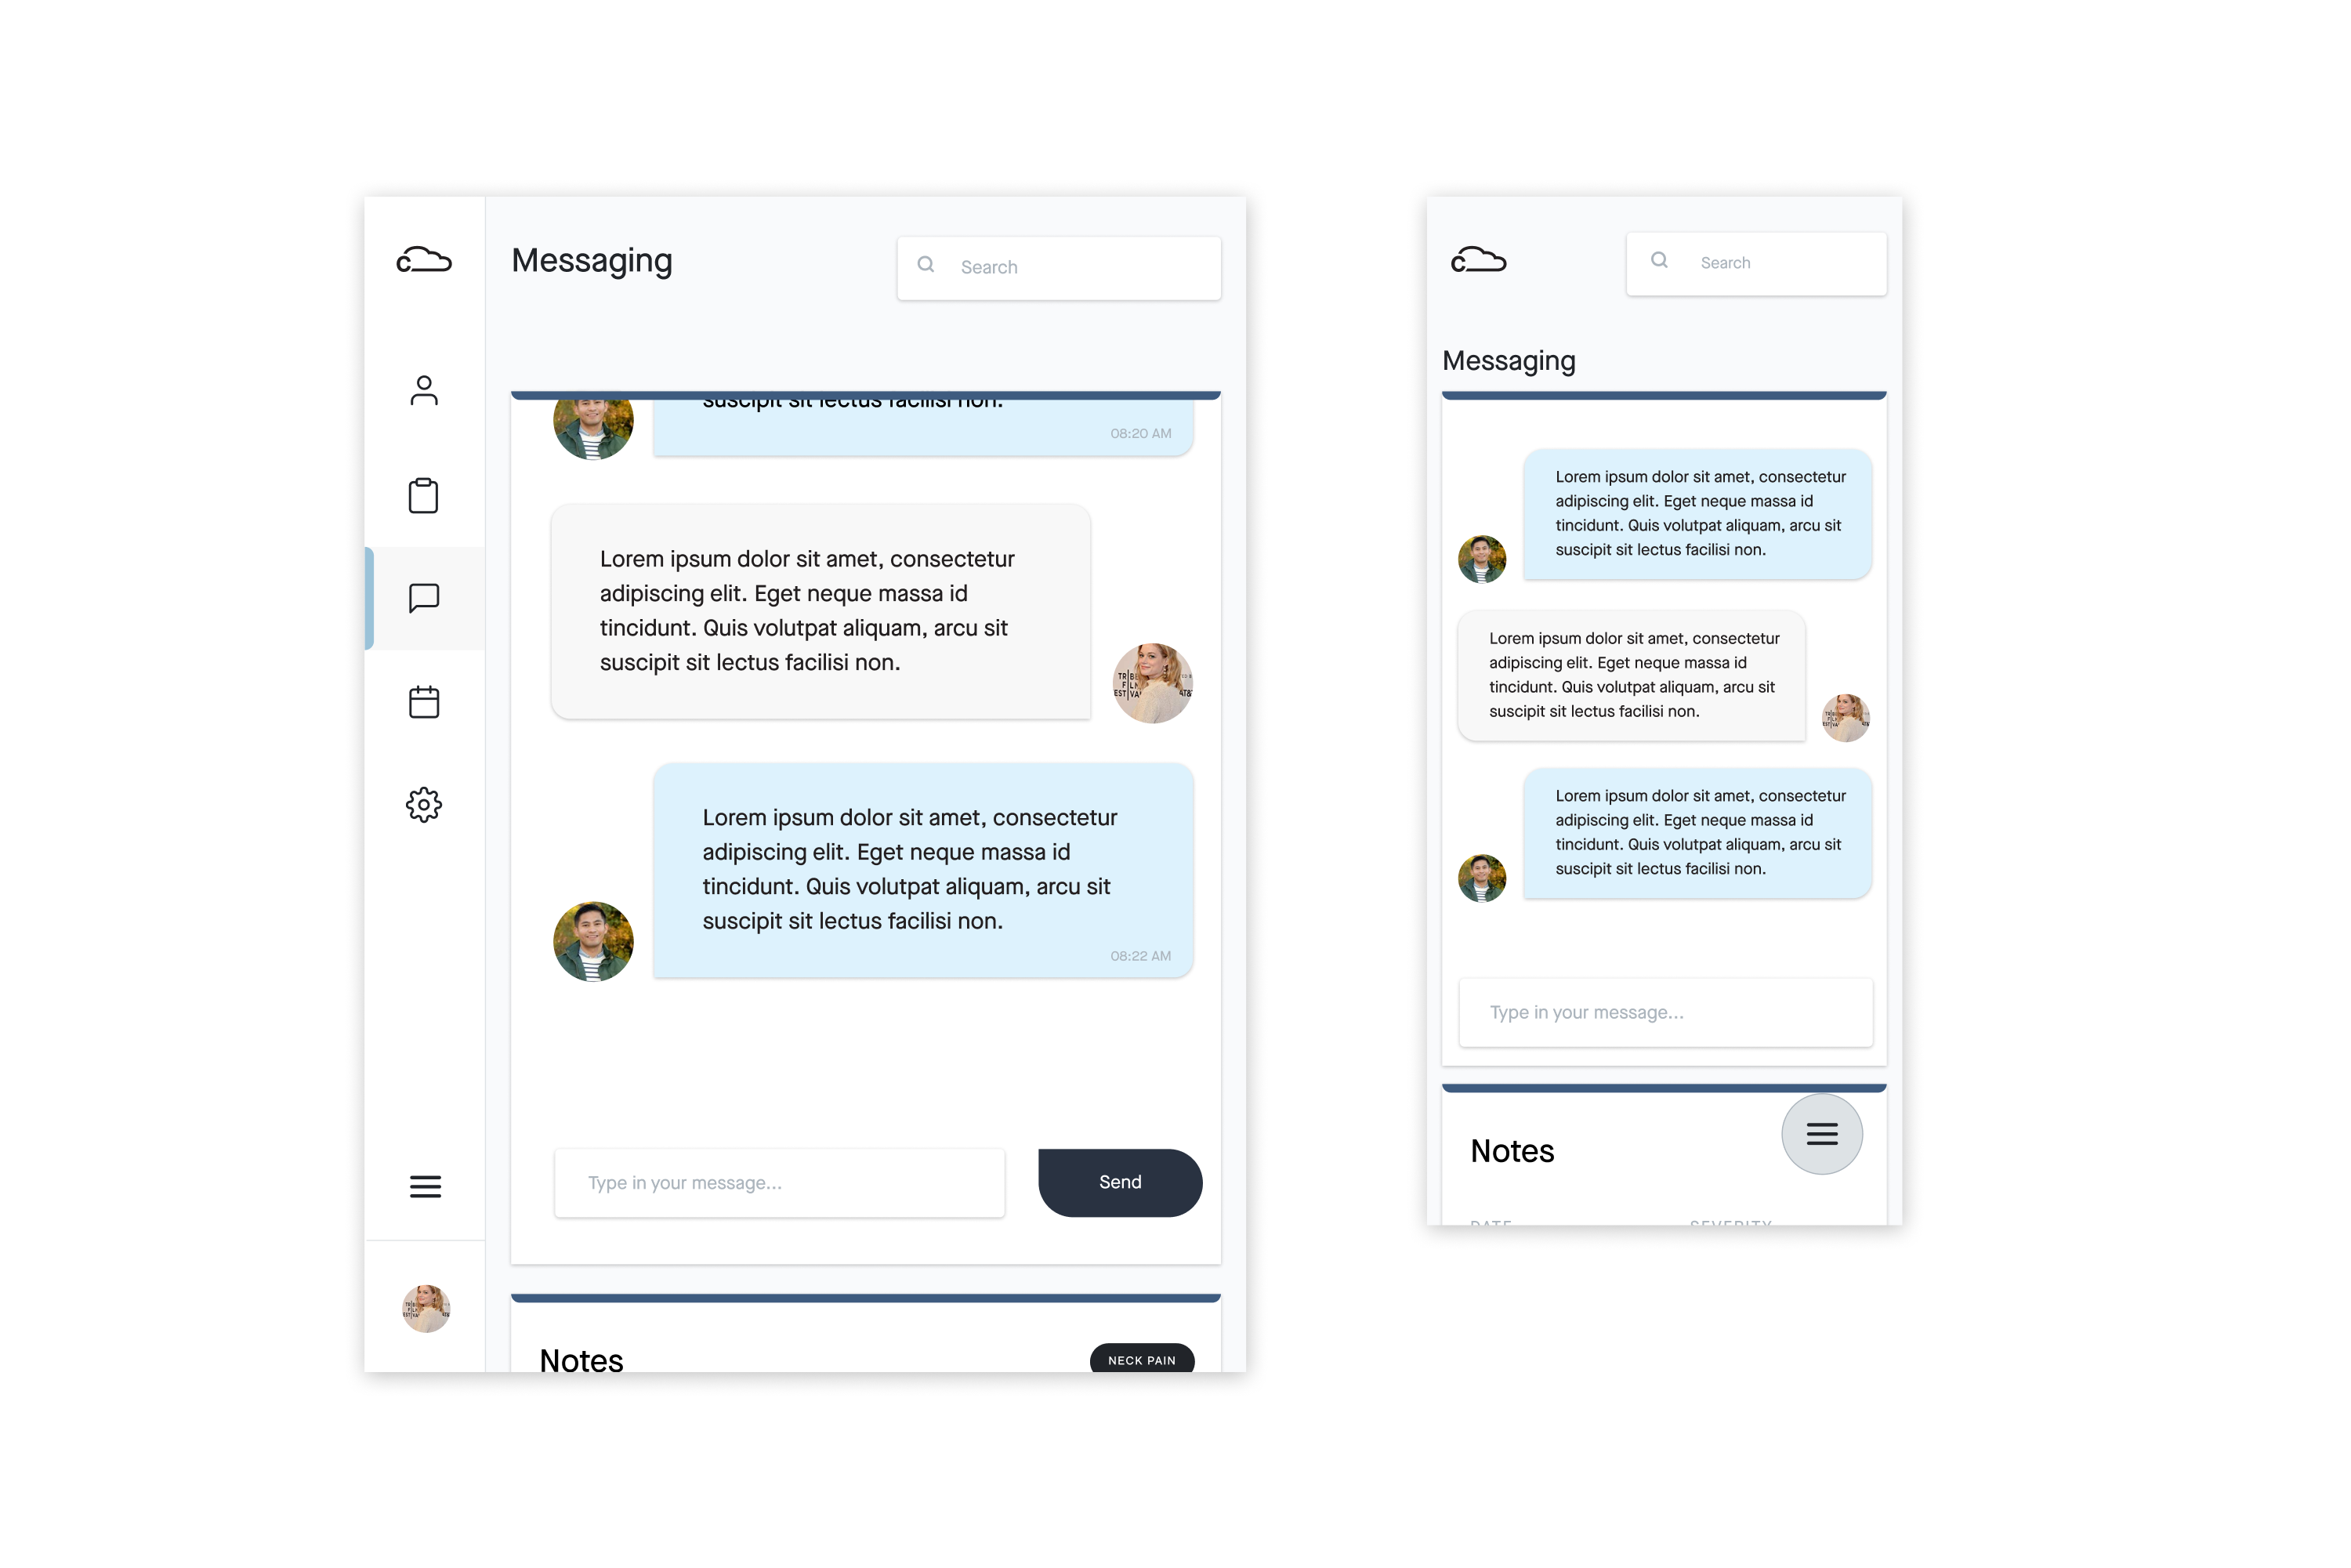 Messaging
Search
suscipit sit lectus facilisi non.
08:20 AM
Lorem ipsum dolor sit amet, consectetur
adipiscing elit. Eget neque massa id
tincidunt. Quis volutpat aliquam, arcu sit
suscipit sit lectus facilisi non.
Lorem ipsum dolor sit amet, consectetur
adipiscing elit. Eget neque massa id
tincidunt. Quis volutpat aliquam, arcu sit
suscipit sit lectus facilisi non.
08:22 AM
Type in your message...
Send
Notes
NECK PAIN
Search
Messaging
Lorem ipsum dolor sit amet, consectetur
adipiscing elit. Eget neque massa id
tincidunt. Quis volutpat aliquam, arcu sit
suscipit sit lectus facilisi non.
Lorem ipsum dolor sit amet, consectetur
adipiscing elit. Eget neque massa id
tincidunt. Quis volutpat aliquam, arcu sit
suscipit sit lectus facilisi non.
Lorem ipsum dolor sit amet, consectetur
adipiscing elit. Eget neque massa id
tincidunt. Quis volutpat aliquam, arcu sit
suscipit sit lectus facilisi non.
Type in your message...
Notes
DATE
SEVERITY